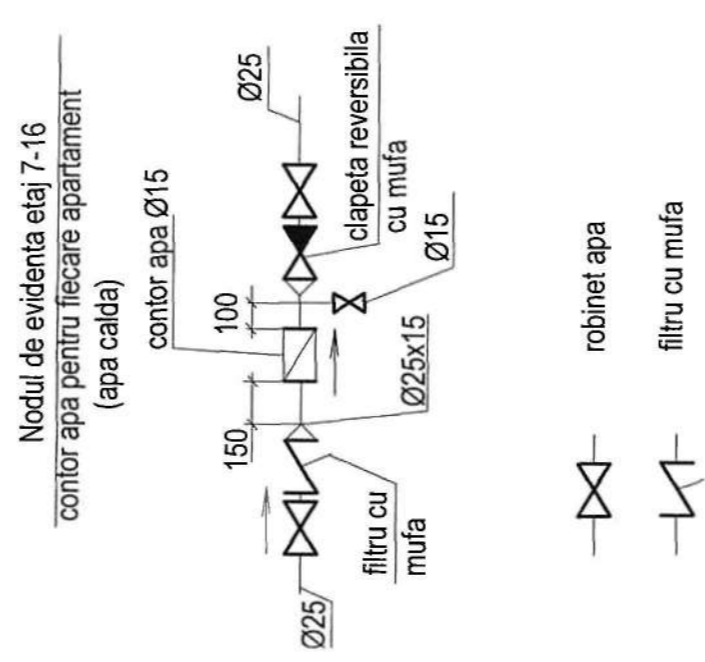 Nodul de evidenta etaj 7-16
contor apa pentru fiecare apartament
(apa calda)
contor apa Ø15
Ø25
150
100
clapeta reversibila
cu mufa
Ø15
Ø25x15
filtru cu
mufa
Ø25
robinet apa
filtru cu mufa